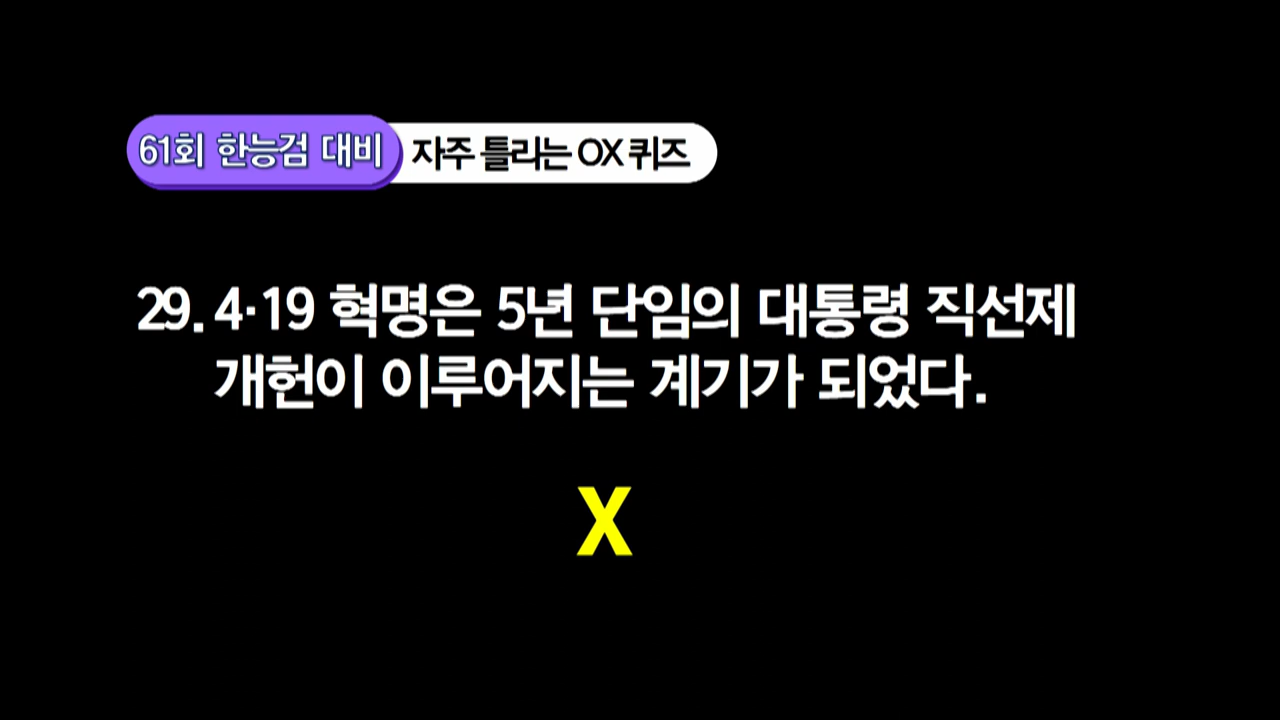 61회 한능검 대비 자주 틀리는 OX 퀴즈
29. 4·19 혁명은 5년 단임의 대통령 직선제
개헌이 이루어지는 계기가 되었다.
X